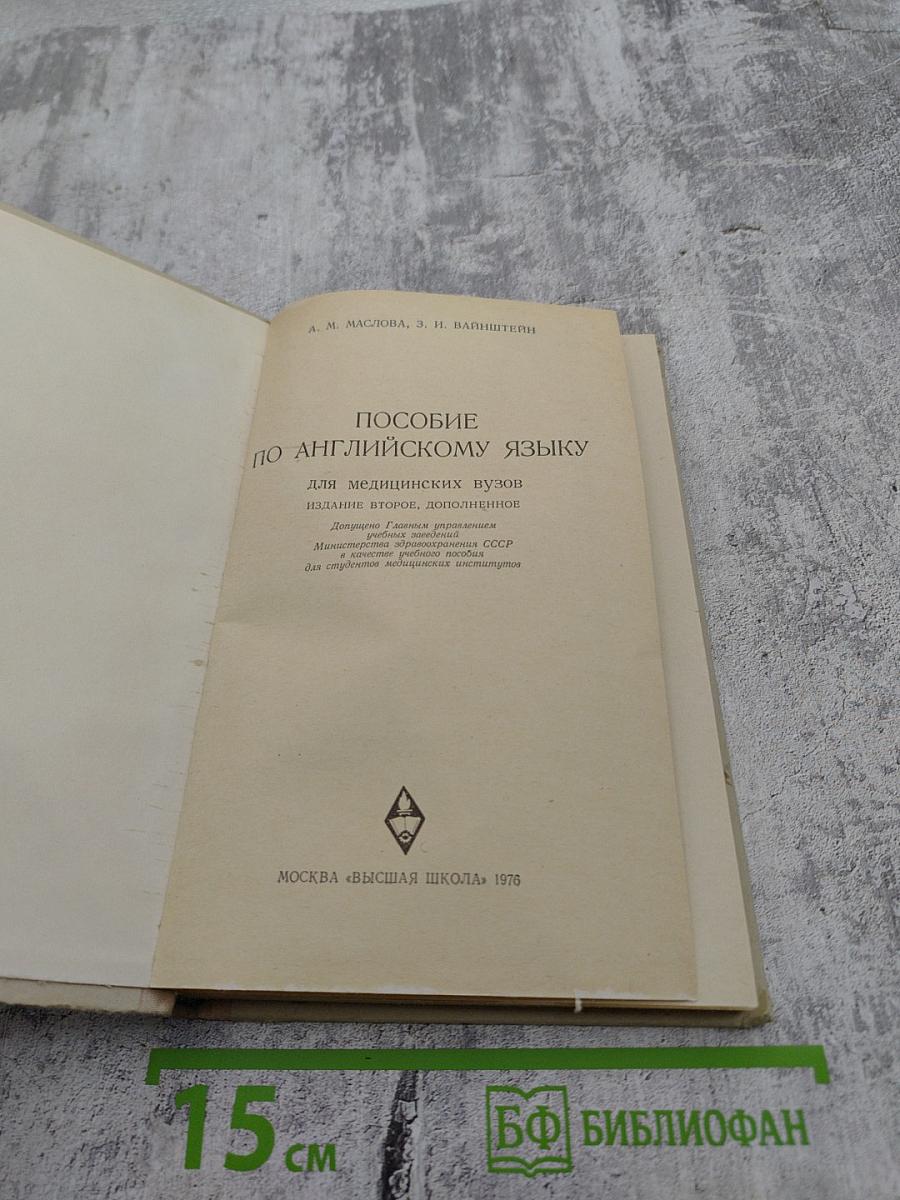 А. М. МАСЛОВА, З. И. ВАЙНШТЕЙН
ПОСОБИЕ
ПО АНГЛИЙСКОМУ ЯЗЫКУ
ДЛЯ МЕДИЦИНСКИХ ВУЗОВ
ИЗДАНИЕ ВТОРОЕ, ДОПОЛНЕННОЕ
Допущено Главным управлением
учебных заведений
Министерства здравоохранения СССР
в качестве учебного пособия
для студентов медицинских институтов
МОСКВА «ВЫСШАЯ ШКОЛА» 1976
15 см
БФ БИБЛИОФАН